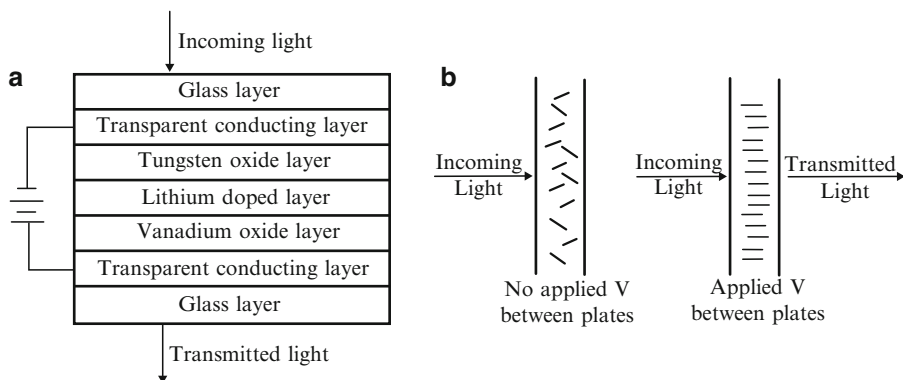 a
Incoming light
Glass layer
Transparent conducting layer
Tungsten oxide layer
Lithium doped layer
Vanadium oxide layer
Transparent conducting layer
Glass layer
Transmitted light
b
Incoming
Light
No applied V
between plates
Incoming
Light
Transmitted
Light
Applied V
between plates